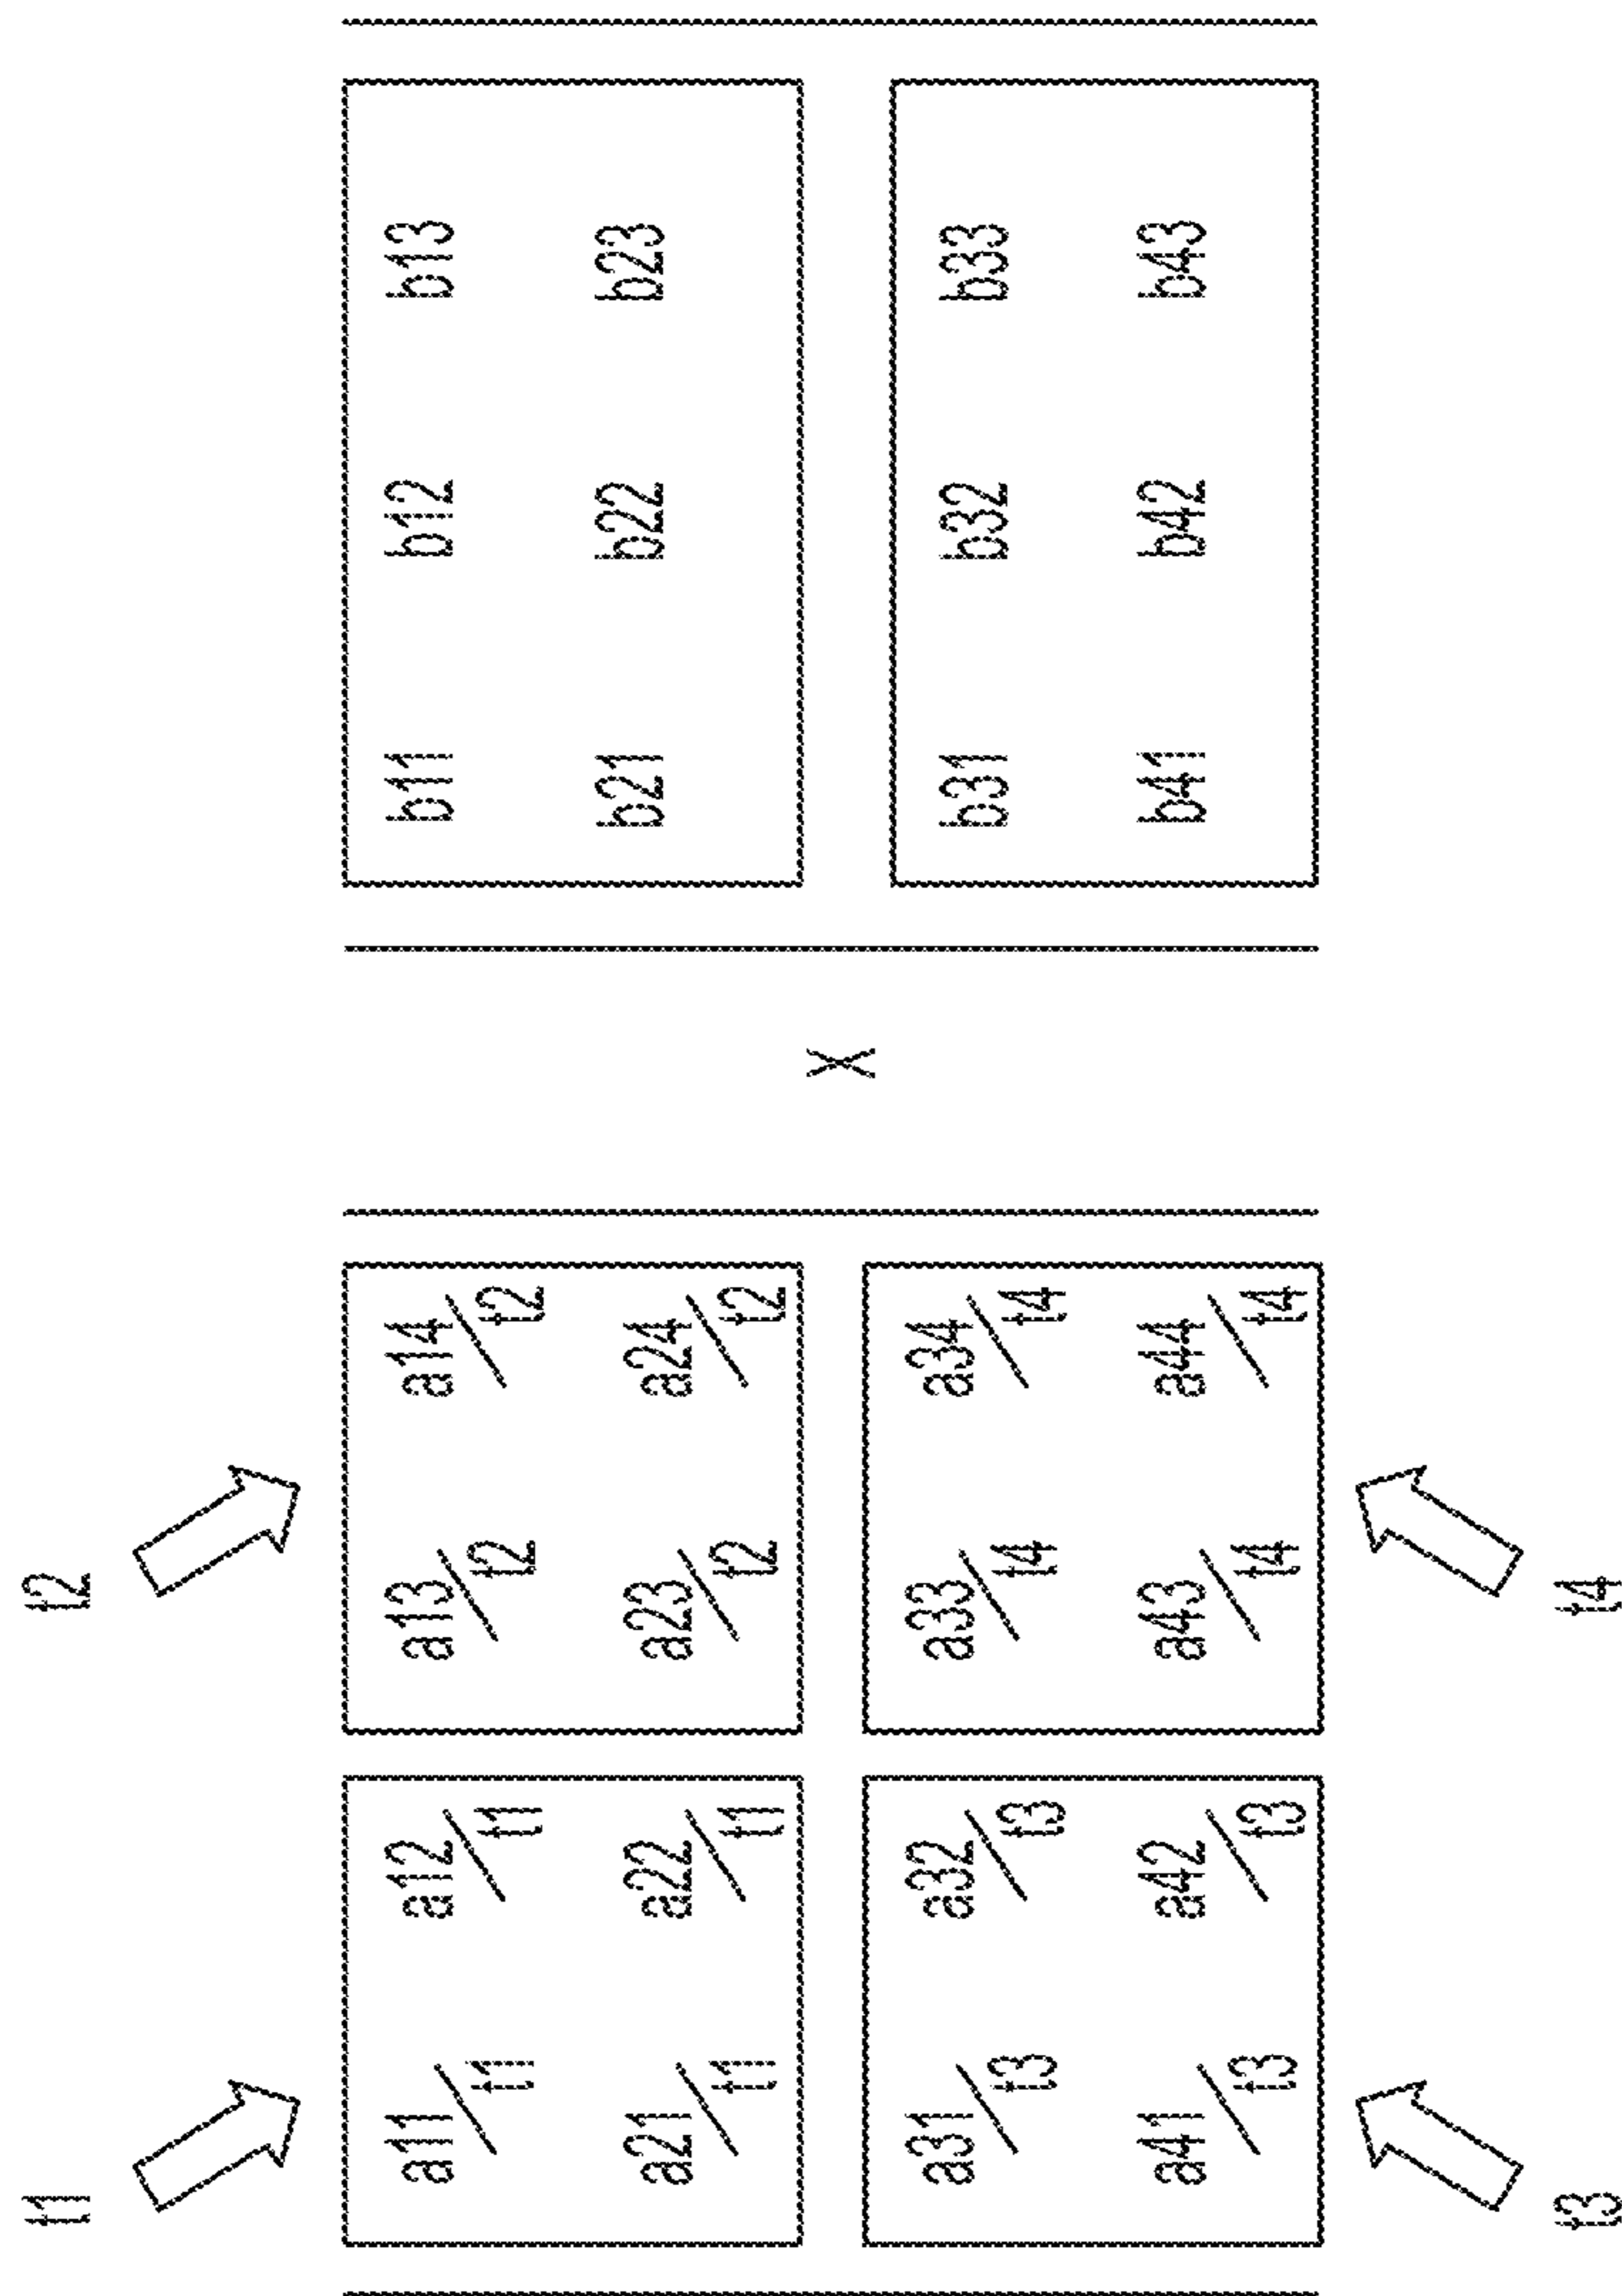 t1 t2
a11/t1 a12/t1 a13/t2 a14/t2 b11 b12 b13
a21/t1 a22/t1 a23/t2 a24/t2 b21 b22 b23
X
a31/t3 a32/t3 a33/t4 a34/t4 b31 b32 b33
a41/t3 a42/t3 a43/t4 a44/t4 b41 b42 b43
t3 t4